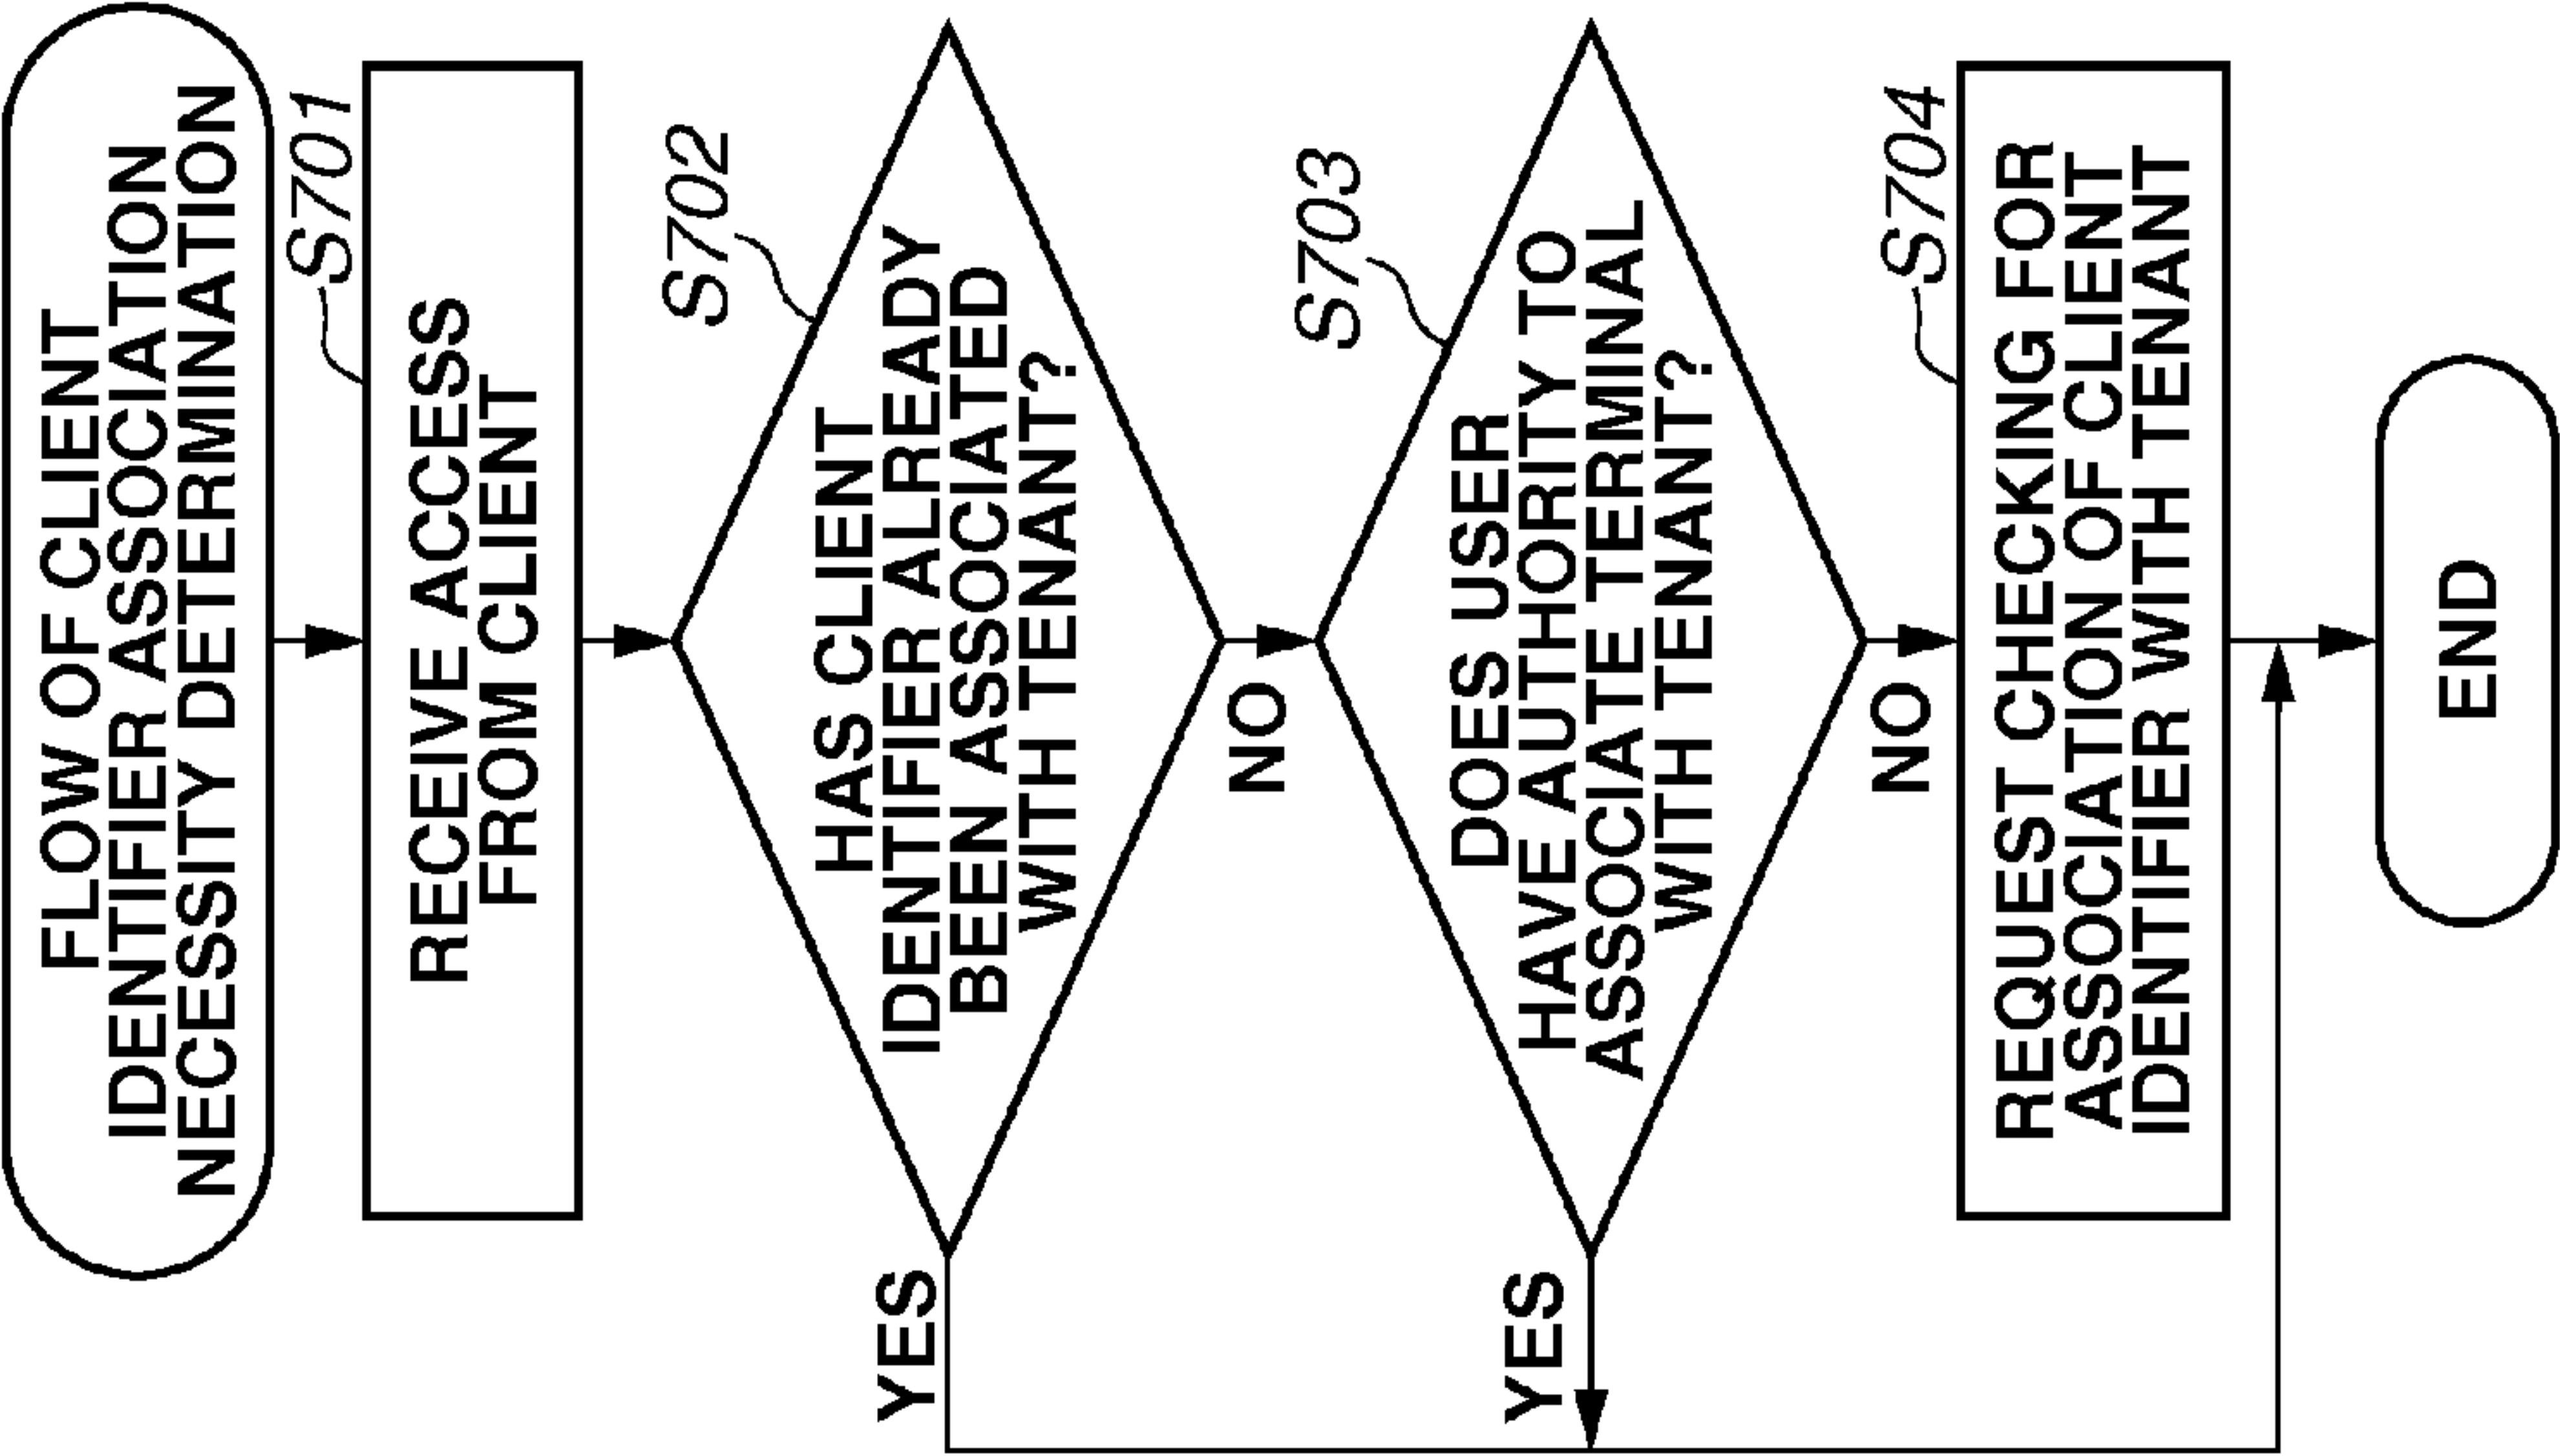 FLOW OF CLIENT
IDENTIFIER ASSOCIATION
NECESSITY DETERMINATION
S701
RECEIVE ACCESS
FROM CLIENT
S702
HAS CLIENT
IDENTIFIER ALREADY
BEEN ASSOCIATED
WITH TENANT?
YES
NO
S703
DOES USER
HAVE AUTHORITY TO
ASSOCIATE TERMINAL
WITH TENANT?
YES
NO
S704
REQUEST CHECKING FOR
ASSOCIATION OF CLIENT
IDENTIFIER WITH TENANT
END